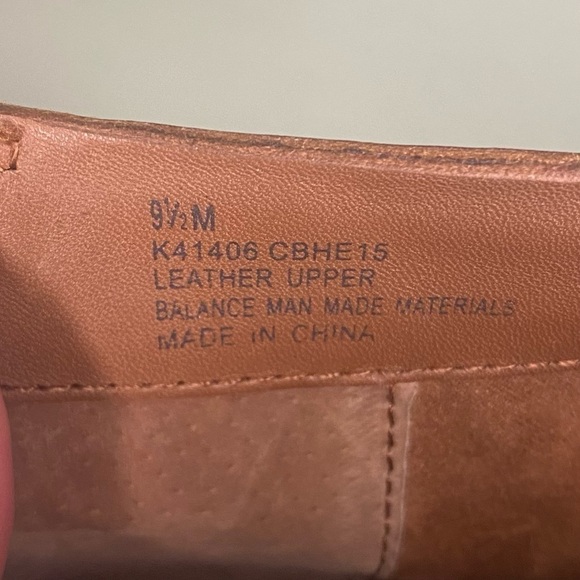 9½M
K41406 CBHE15
LEATHER UPPER
BALANCE MAN MADE MATERIALS
MADE IN CHINA